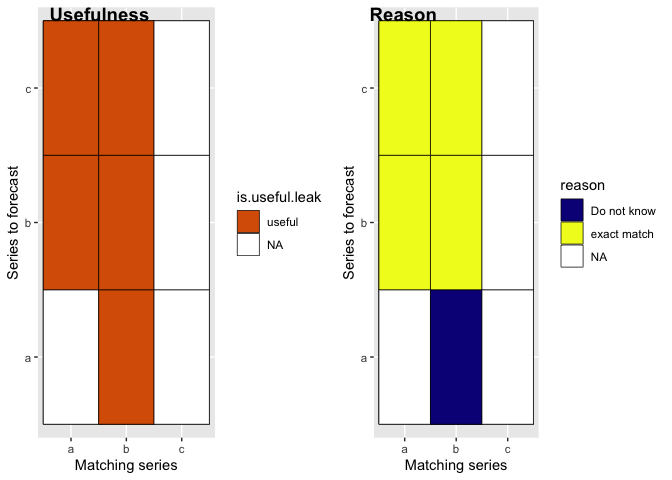 Usefulness
Series to forecast
c
b
a
a b c
Matching series
is.useful.leak
useful
NA
Reason
Series to forecast
c
b
a
a b c
Matching series
reason
Do not know
exact match
NA